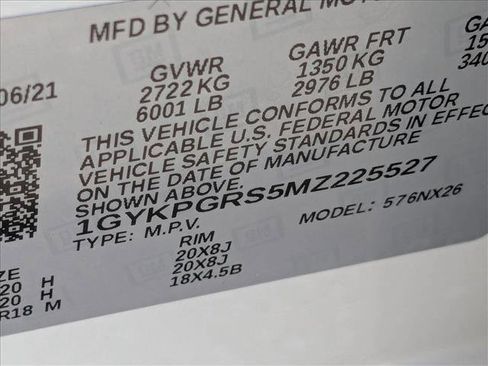 MFD BY GENERAL
06/21
GVWR
2722 KG
6001 LB
GAWR FRT
1350 KG
2976 LB
THIS VEHICLE CONFORMS TO ALL
APPLICABLE U.S. FEDERAL MOTOR
VEHICLE SAFETY STANDARDS IN EFFEC
ON THE DATE OF MANUFACTURE
SHOWN ABOVE.
1GYKPGRS5MZ225527
TYPE: M.P.V. MODEL: 576NX26
RIM
20 H 20X8J
20 H 20X8J
R18 M 18X4.5B